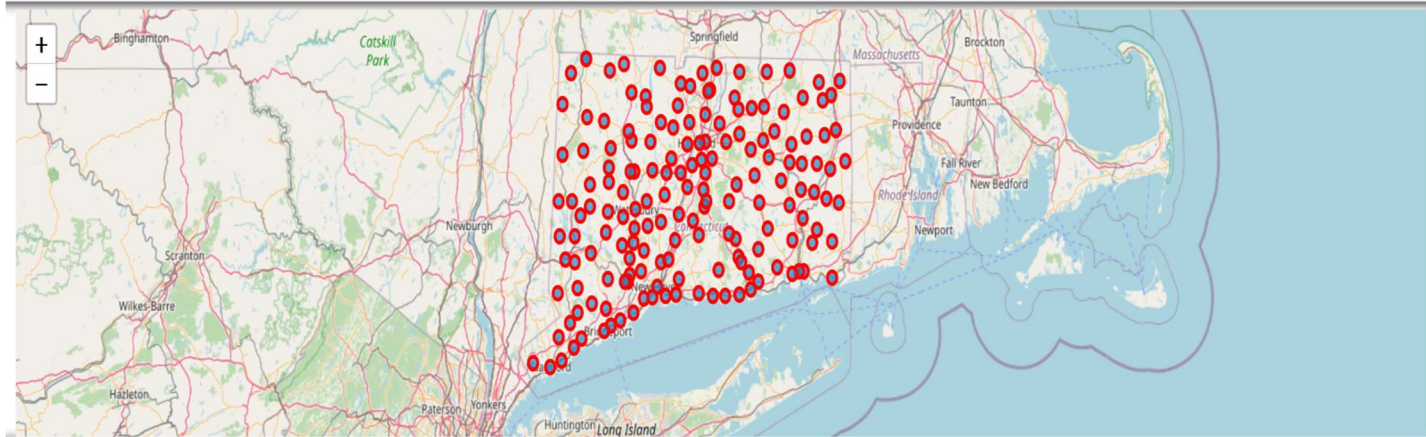 +
−
Binghamton
Catskill
Park
Springfield
Massachusetts
Brockton
Taunton
Providence
Fall River
New Bedford
Rhode Island
Newport
Newburgh
Scranton
Wilkes-Barre
Hazleton
Paterson
Yonkers
Huntington
Long Island